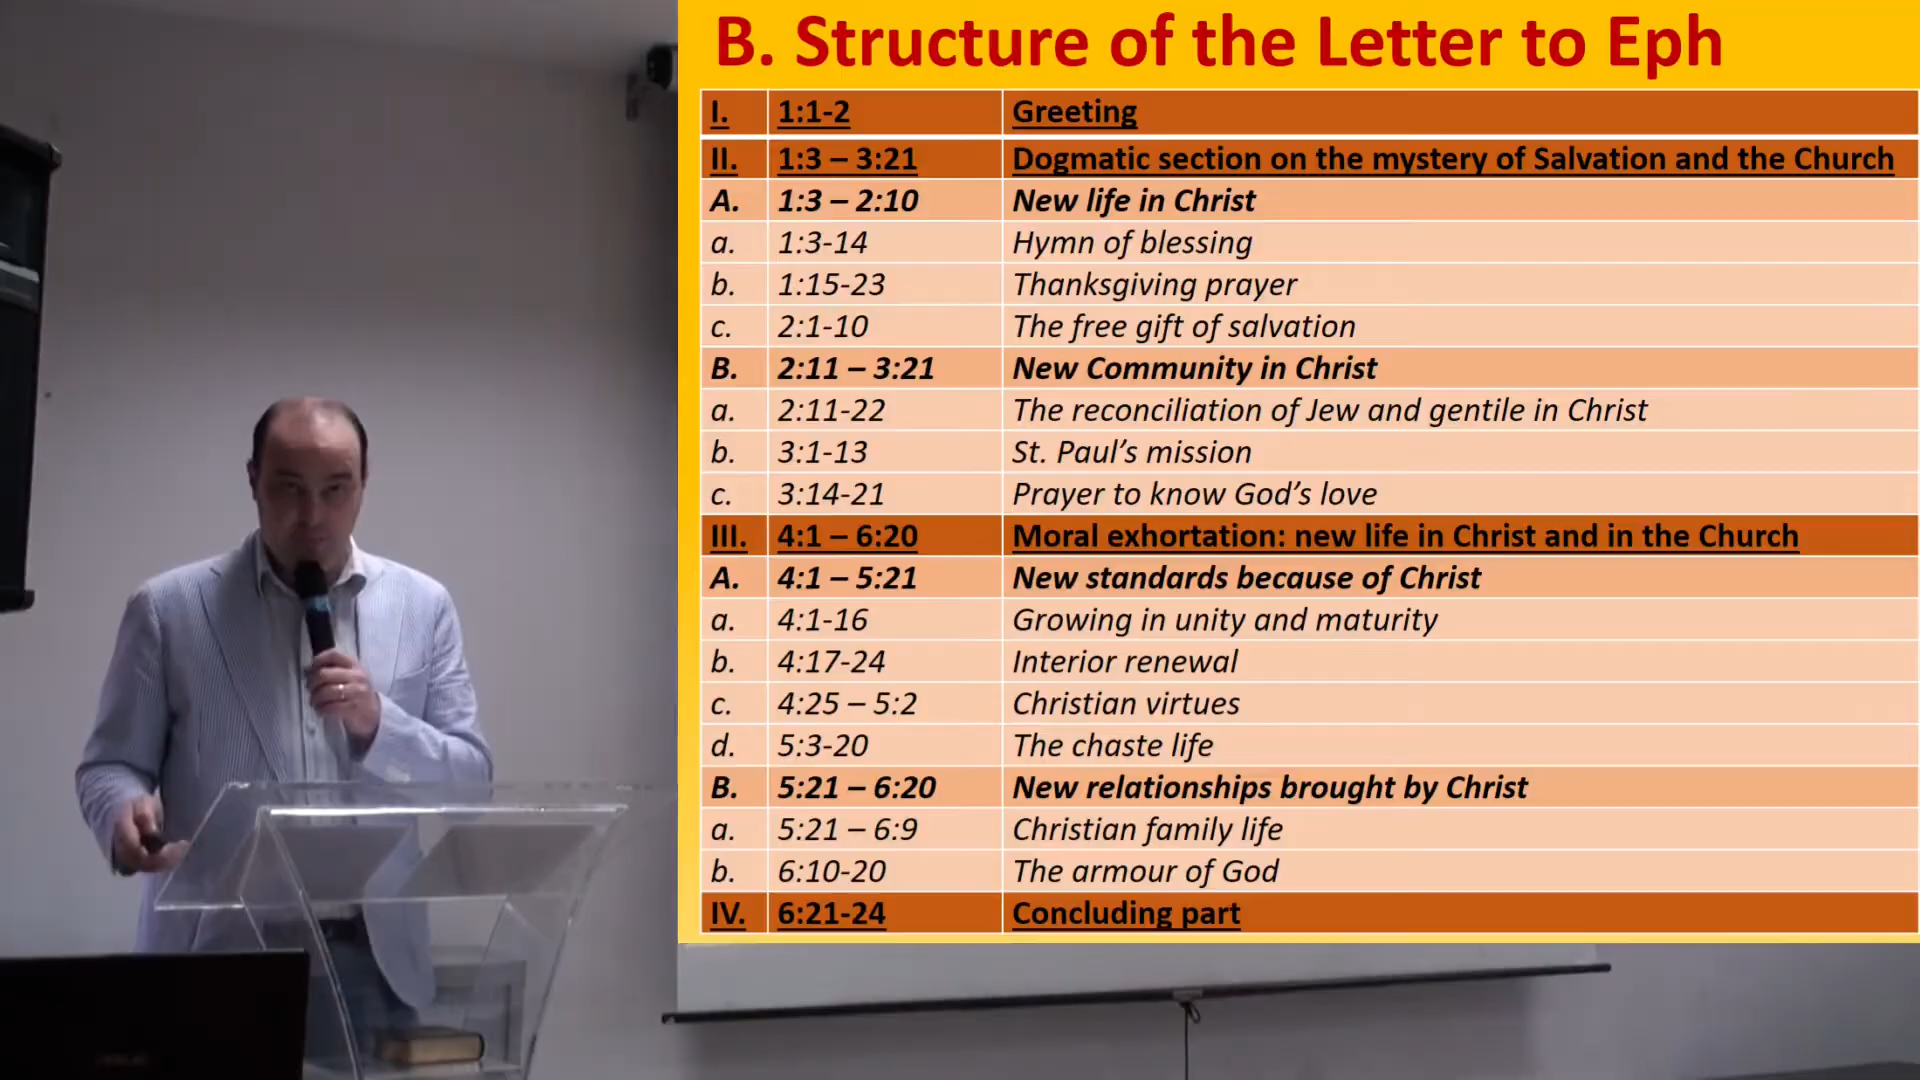 B. Structure of the Letter to Eph
I. 1:1-2 Greeting
II. 1:3 – 3:21 Dogmatic section on the mystery of Salvation and the Church
A. 1:3 – 2:10 New life in Christ
a. 1:3-14 Hymn of blessing
b. 1:15-23 Thanksgiving prayer
c. 2:1-10 The free gift of salvation
B. 2:11 – 3:21 New Community in Christ
a. 2:11-22 The reconciliation of Jew and gentile in Christ
b. 3:1-13 St. Paul’s mission
c. 3:14-21 Prayer to know God’s love
III. 4:1 – 6:20 Moral exhortation: new life in Christ and in the Church
A. 4:1 – 5:21 New standards because of Christ
a. 4:1-16 Growing in unity and maturity
b. 4:17-24 Interior renewal
c. 4:25 – 5:2 Christian virtues
d. 5:3-20 The chaste life
B. 5:21 – 6:20 New relationships brought by Christ
a. 5:21 – 6:9 Christian family life
b. 6:10-20 The armour of God
IV. 6:21-24 Concluding part